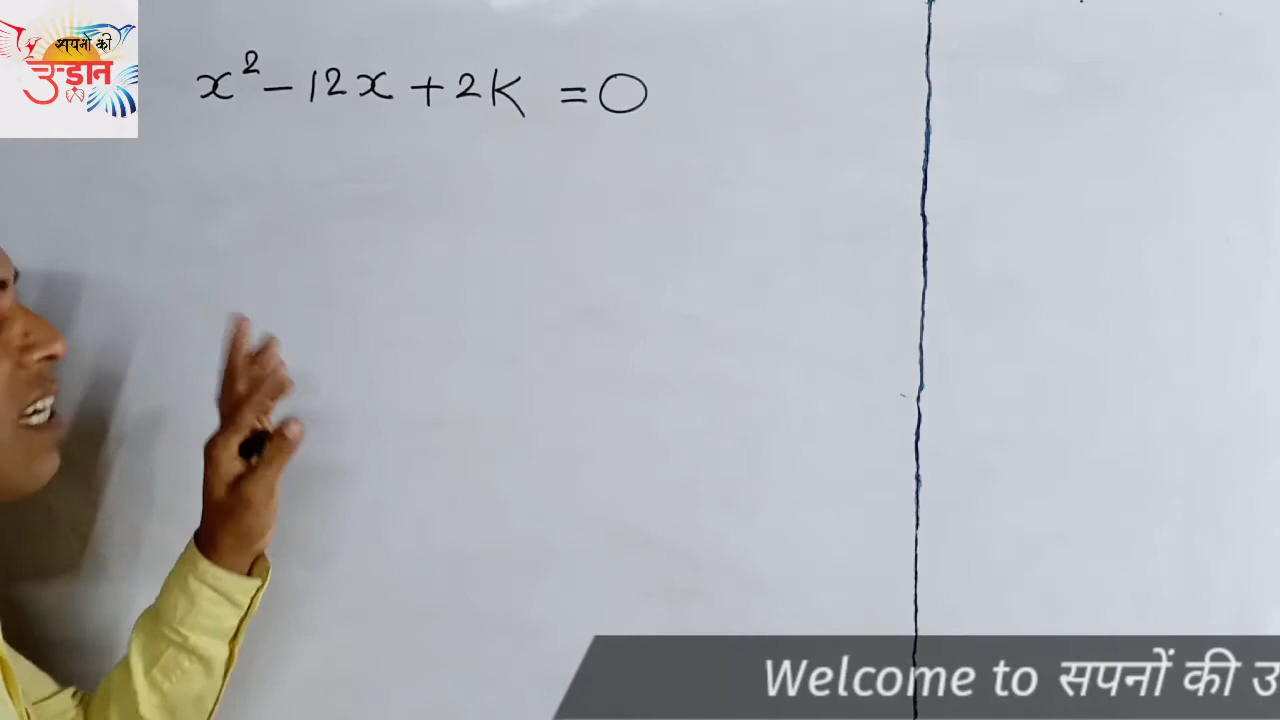 सपनो की
उड़ान
x² - 12x + 2K = 0
Welcome to सपनों की उ